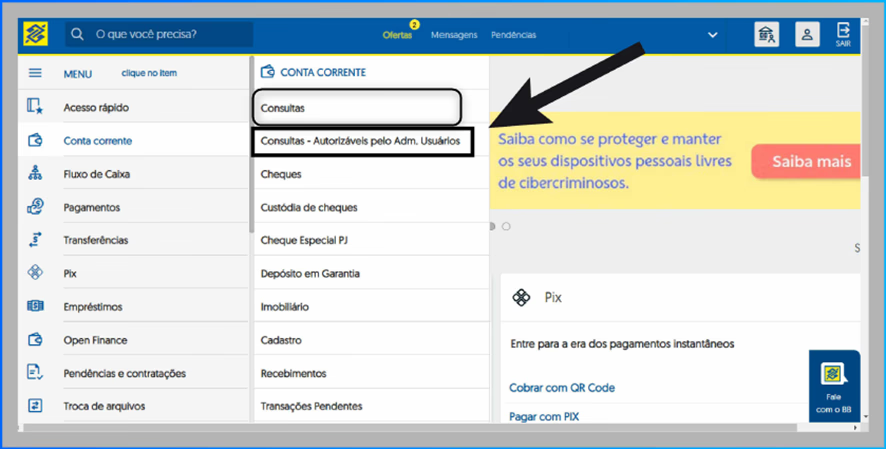 O que você precisa?
Ofertas
2
Mensagens
Pendências
SAIR
MENU
clique no item
Acesso rápido
Conta corrente
Fluxo de Caixa
Pagamentos
Transferências
Pix
Empréstimos
Open Finance
Pendências e contratações
Troca de arquivos
CONTA CORRENTE
Consultas
Consultas - Autorizáveis pelo Adm. Usuários
Cheques
Custódia de cheques
Cheque Especial PJ
Depósito em Garantia
Imobiliário
Cadastro
Recebimentos
Transações Pendentes
Saiba como se proteger e manter
os seus dispositivos pessoais livres
de cibercriminosos.
Saiba mais
S
Pix
Entre para a era dos pagamentos instantâneos
Cobrar com QR Code
Pagar com PIX
Fale
com o BB